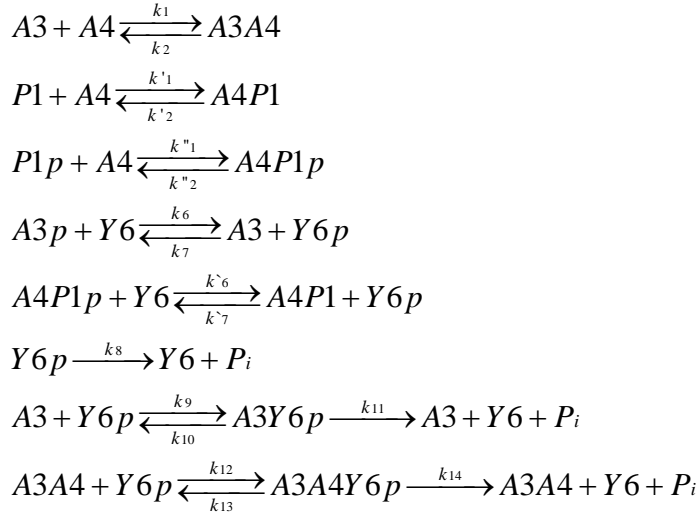 A3 + A4 ⇌ A3A4 k1 k2
P1 + A4 ⇌ A4P1 k'1 k'2
P1p + A4 ⇌ A4P1p k"1 k"2
A3p + Y6 ⇌ A3 + Y6p k6 k7
A4P1p + Y6 ⇌ A4P1 + Y6p k`6 k`7
Y6p → Y6 + Pi k8
A3 + Y6p ⇌ A3Y6p → A3 + Y6 + Pi k9 k10 k11
A3A4 + Y6p ⇌ A3A4Y6p → A3A4 + Y6 + Pi k12 k13 k14